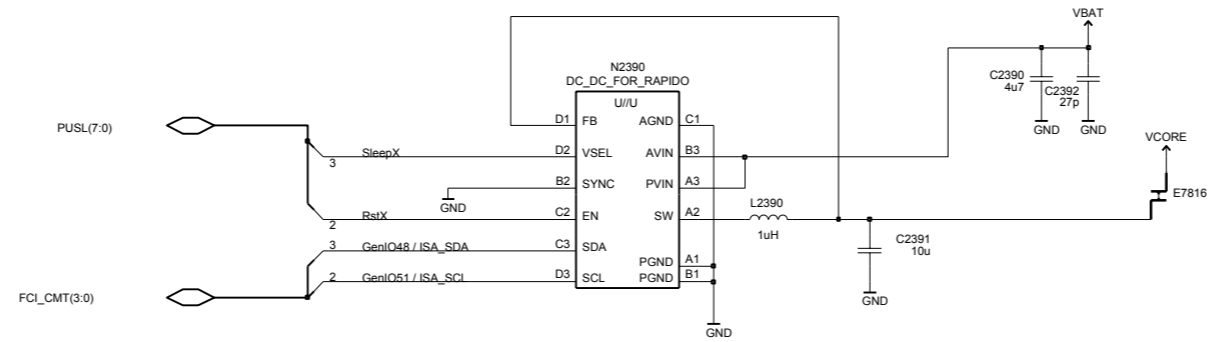 VBAT
N2390
DC_DC_FOR_RAPIDO
C2390
4u7
C2392
27p
U//U
GND
GND
PUSL(7:0)
D1
FB
AGND
C1
VCORE
3
SleepX
D2
VSEL
AVIN
B3
B2
SYNC
PVIN
A3
E7816
GND
L2390
2
RstX
C2
EN
SW
A2
1uH
C2391
10u
3
GenIO48 / ISA_SDA
C3
SDA
PGND
A1
2
GenIO51 / ISA_SCL
D3
SCL
PGND
B1
FCI_CMT(3:0)
GND
GND